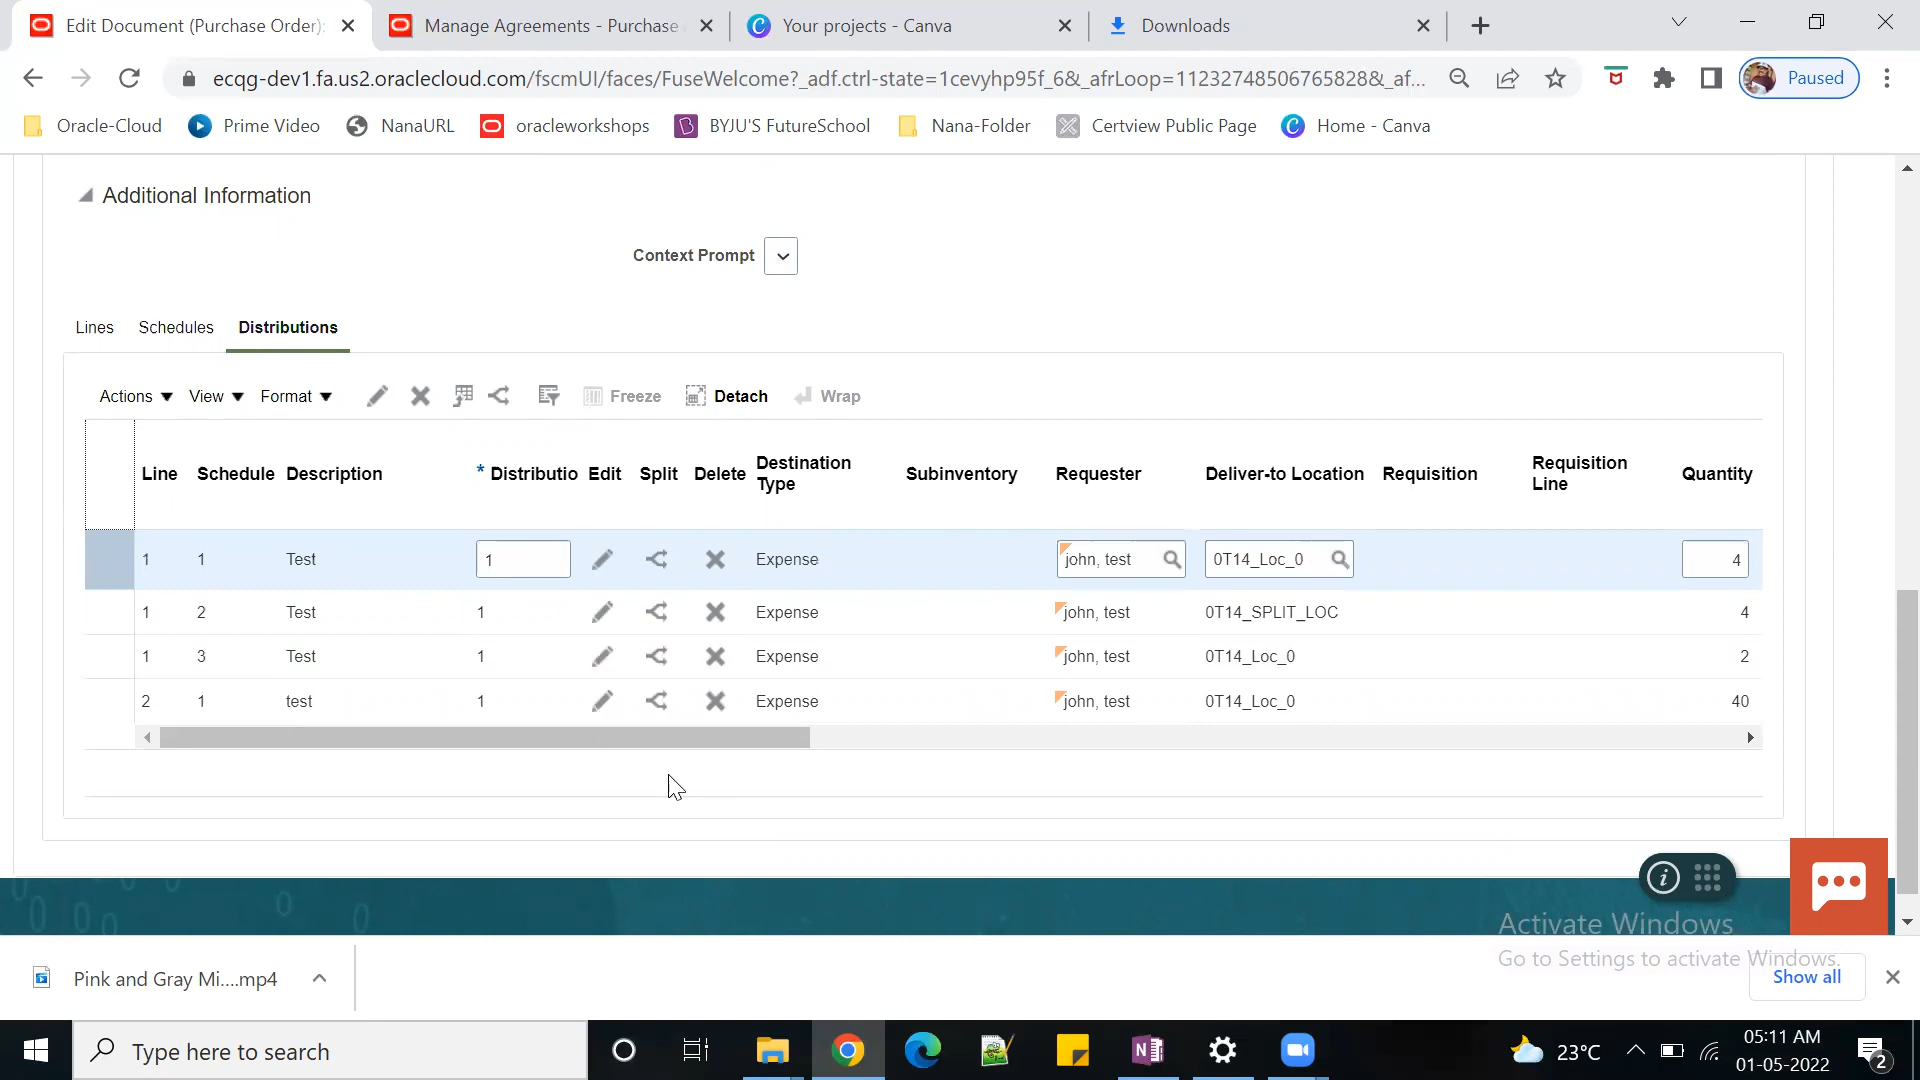 Edit Document (Purchase Order):
Manage Agreements - Purchase
Your projects - Canva
Downloads
ecqg-dev1.fa.us2.oraclecloud.com/fscmUI/faces/FuseWelcome?_adf.ctrl-state=1cevyhp95f_6&_afrLoop=11232748506765828&_af...
Paused
Oracle-Cloud
Prime Video
NanaURL
oracleworkshops
BYJU'S FutureSchool
Nana-Folder
Certview Public Page
Home - Canva
Additional Information
Context Prompt
Lines Schedules Distributions
Actions View Format Freeze Detach Wrap
Line Schedule Description * Distributio Edit Split Delete Destination Type Subinventory Requester Deliver-to Location Requisition Requisition Line Quantity
1 1 Test 1 Expense john, test 0T14_Loc_0 4
1 2 Test 1 Expense john, test 0T14_SPLIT_LOC 4
1 3 Test 1 Expense john, test 0T14_Loc_0 2
2 1 test 1 Expense john, test 0T14_Loc_0 40
Activate Windows
Go to Settings to activate Windows.
Pink and Gray Mi....mp4
Show all
Type here to search
23°C
05:11 AM
01-05-2022
2